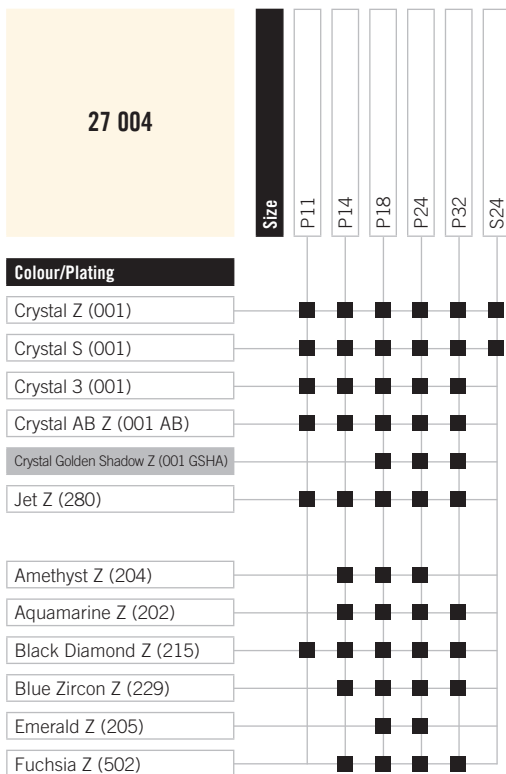 27 004
Size
P11
P14
P18
P24
P32
S24
Colour/Plating
Crystal Z (001)
Crystal S (001)
Crystal 3 (001)
Crystal AB Z (001 AB)
Crystal Golden Shadow Z (001 GSHA)
Jet Z (280)
Amethyst Z (204)
Aquamarine Z (202)
Black Diamond Z (215)
Blue Zircon Z (229)
Emerald Z (205)
Fuchsia Z (502)